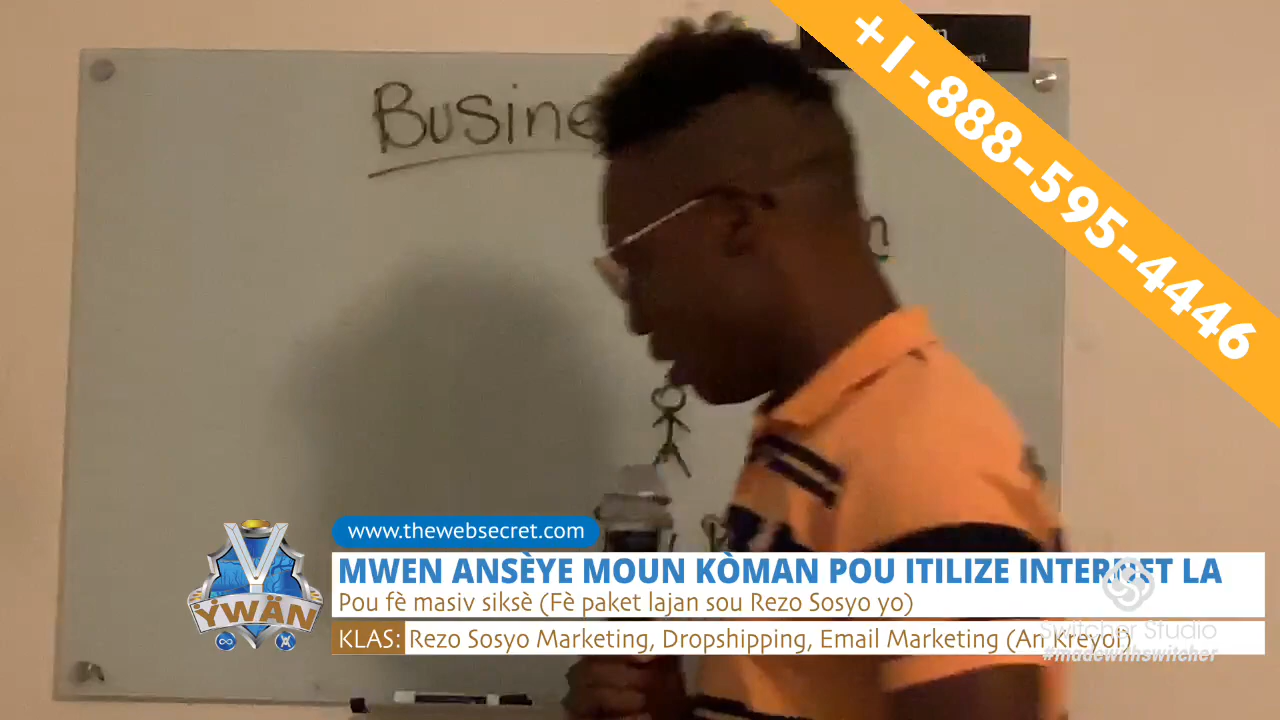 Busine
+1-888-595-4446
www.thewebsecret.com
MWEN ANSÈYE MOUN KÒMAN POU ITILIZE INTERNET LA
Pou fè masiv siksè (Fè paket lajan sou Rezo Sosyo yo)
KLAS: Rezo Sosyo Marketing, Dropshipping, Email Marketing (An Kreyol)
YWÄN
Switcher Studio
#madewithswitcher